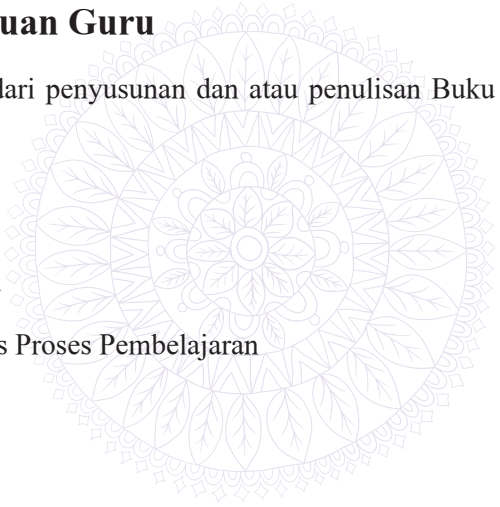 uan Guru
dari penyusunan dan atau penulisan Buku
s Proses Pembelajaran